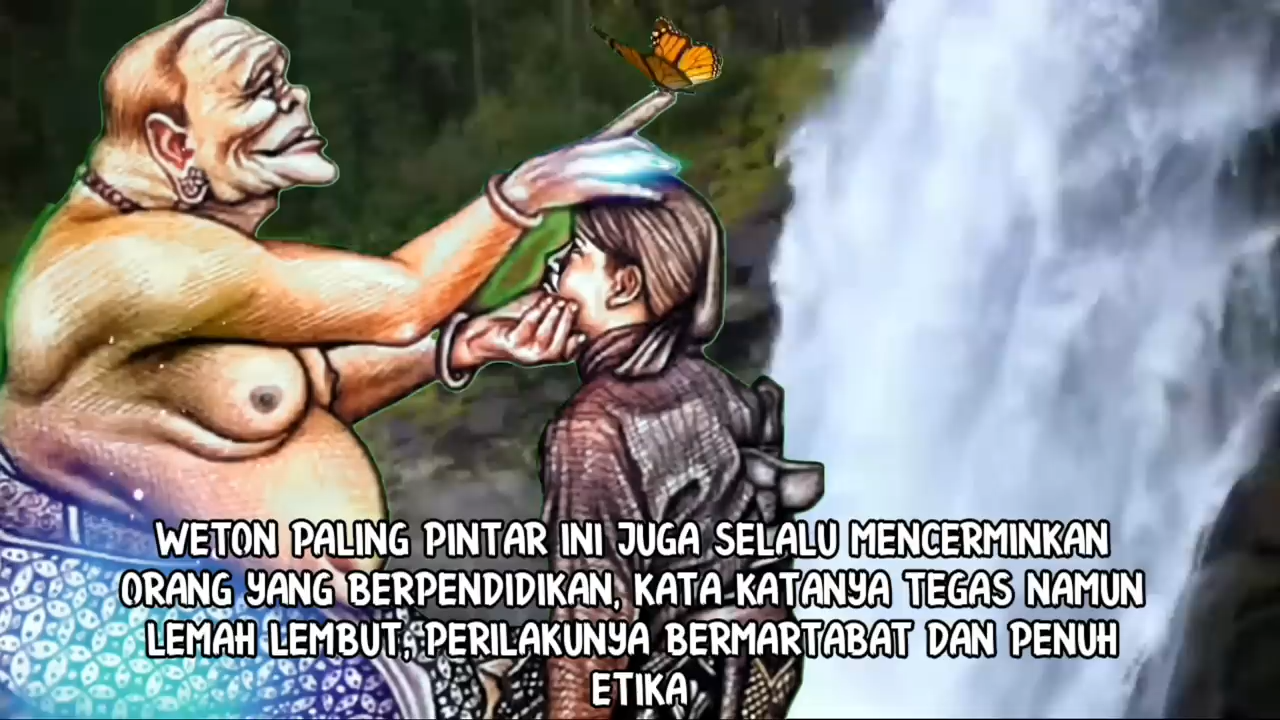 WETON PALING PINTAR INI JUGA SELALU MENCERMINKAN
ORANG YANG BERPENDIDIKAN, KATA KATANYA TEGAS NAMUN
LEMAH LEMBUT, PERILAKUNYA BERMARTABAT DAN PENUH
ETIKA